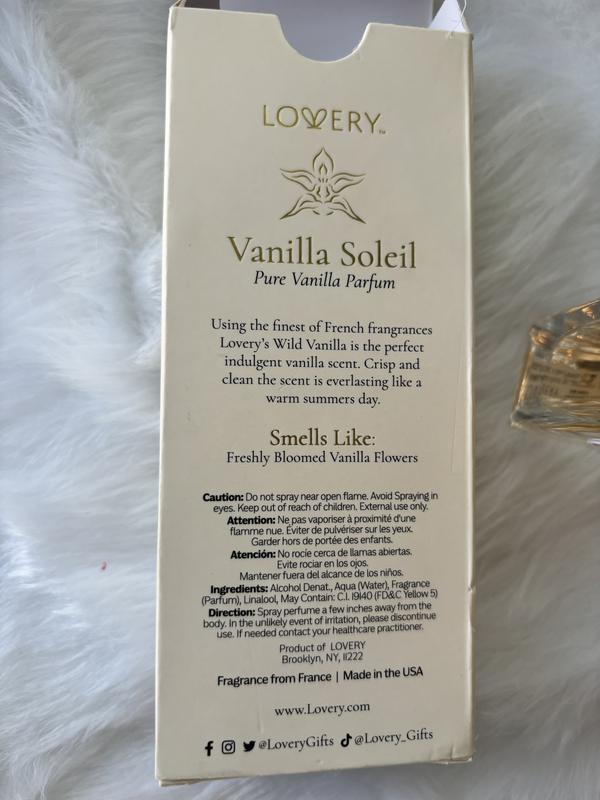 LOVERY™
Vanilla Soleil
Pure Vanilla Parfum
Using the finest of French frangrances
Lovery's Wild Vanilla is the perfect
indulgent vanilla scent. Crisp and
clean the scent is everlasting like a
warm summers day.
Smells Like:
Freshly Bloomed Vanilla Flowers
Caution: Do not spray near open flame. Avoid Spraying in
eyes. Keep out of reach of children. External use only.
Attention: Ne pas vaporiser à proximité d'une
flamme nue. Éviter de pulvériser sur les yeux.
Garder hors de portée des enfants.
Atención: No rocíe cerca de llamas abiertas.
Evite rociar en los ojos.
Mantener fuera del alcance de los niños.
Ingredients: Alcohol Denat., Aqua (Water), Fragrance
(Parfum), Linalool, May Contain: C.I. 19140 (FD&C Yellow 5)
Direction: Spray perfume a few inches away from the
body. In the unlikely event of irritation, please discontinue
use. If needed contact your healthcare practitioner.
Product of LOVERY
Brooklyn, NY, 11222
Fragrance from France | Made in the USA
www.Lovery.com
@LoveryGifts @Lovery_Gifts